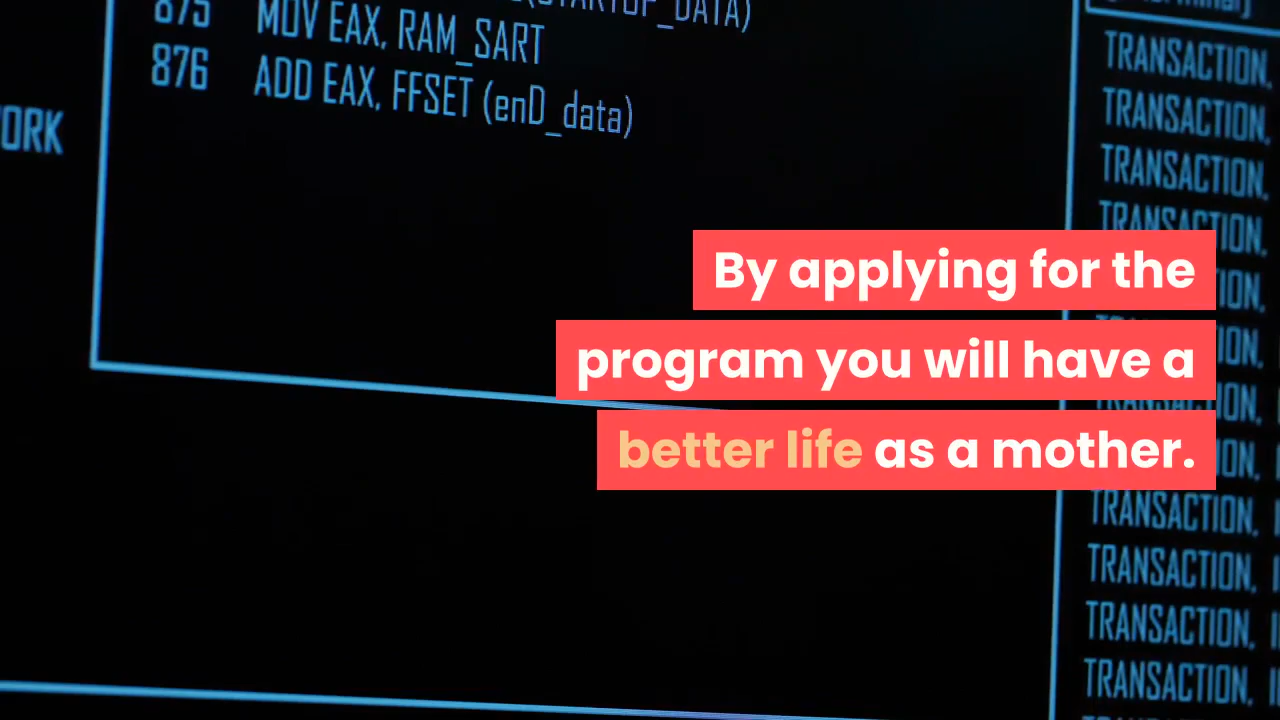 875 MOV EAX, RAM_SART
876 ADD EAX, FFSET (enD_data)
TRANSACTION,
TRANSACTION,
TRANSACTION,
TRANSACTION,
By applying for the
program you will have a
better life as a mother.
TRANSACTION,
TRANSACTION,
TRANSACTION,
TRANSACTION,